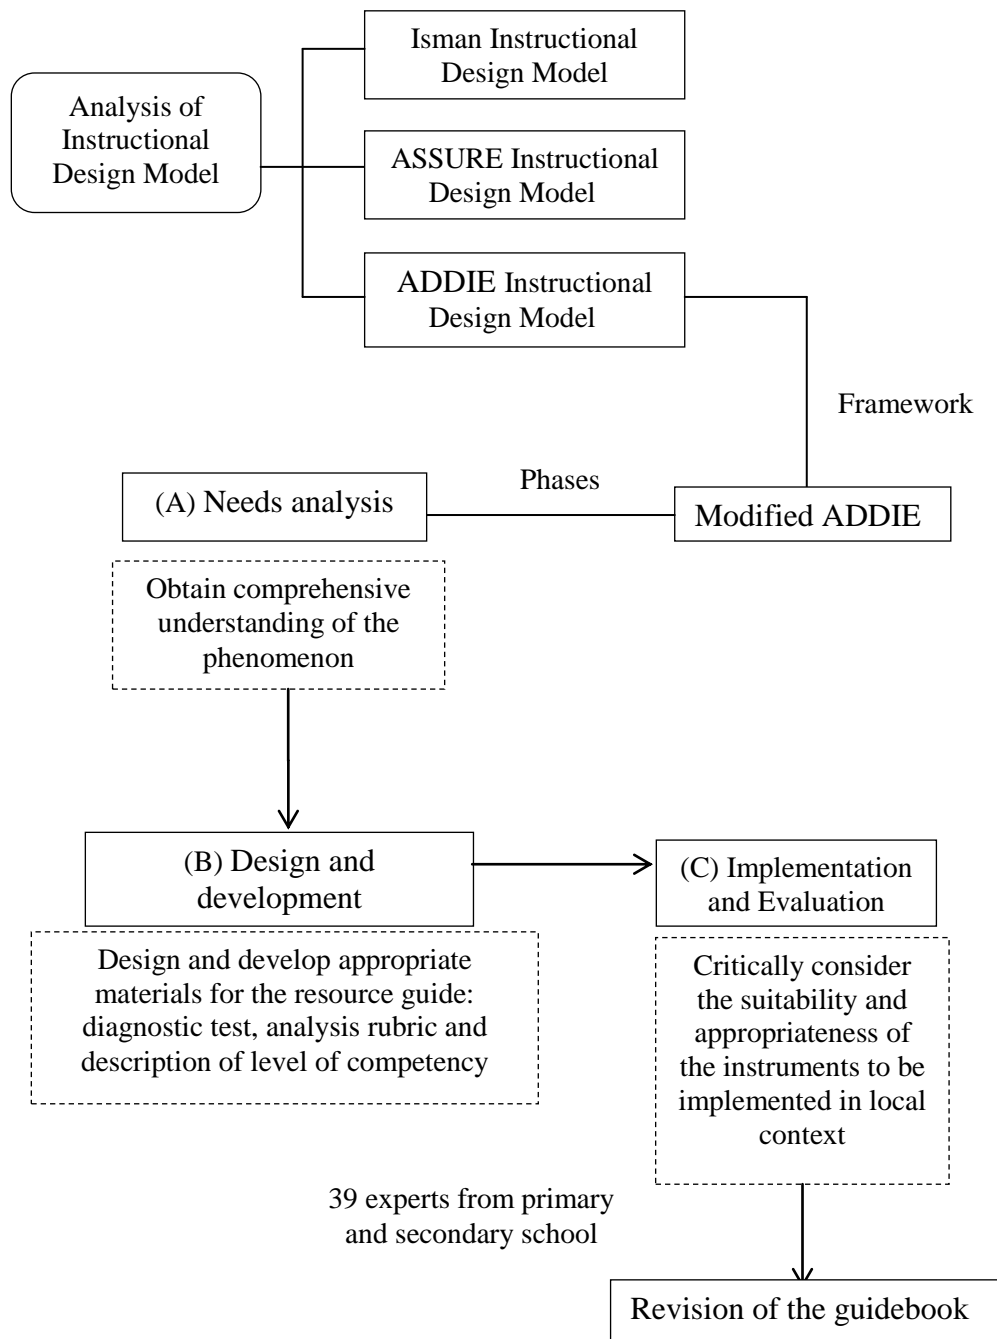 Analysis of
Instructional
Design Model
Isman Instructional
Design Model
ASSURE Instructional
Design Model
ADDIE Instructional
Design Model
Framework
Phases
(A) Needs analysis
Modified ADDIE
Obtain comprehensive
understanding of the
phenomenon
(B) Design and
development
(C) Implementation
and Evaluation
Design and develop appropriate
materials for the resource guide:
diagnostic test, analysis rubric and
description of level of competency
Critically consider
the suitability and
appropriateness of
the instruments to be
implemented in local
context
39 experts from primary
and secondary school
Revision of the guidebook